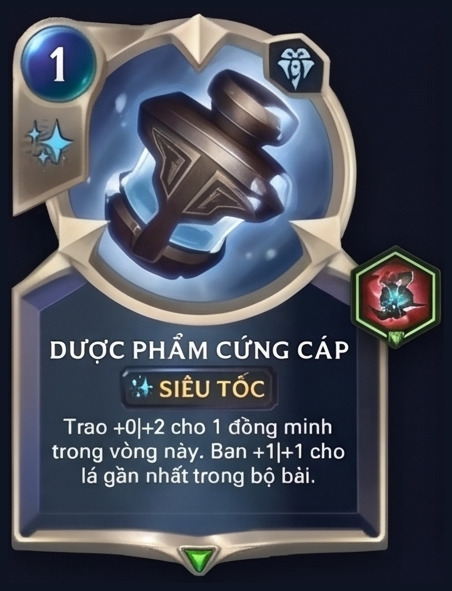 1
DƯỢC PHẨM CỨNG CÁP
SIÊU TỐC
Trao +0|+2 cho 1 đồng minh
trong vòng này. Ban +1|+1 cho
lá gần nhất trong bộ bài.